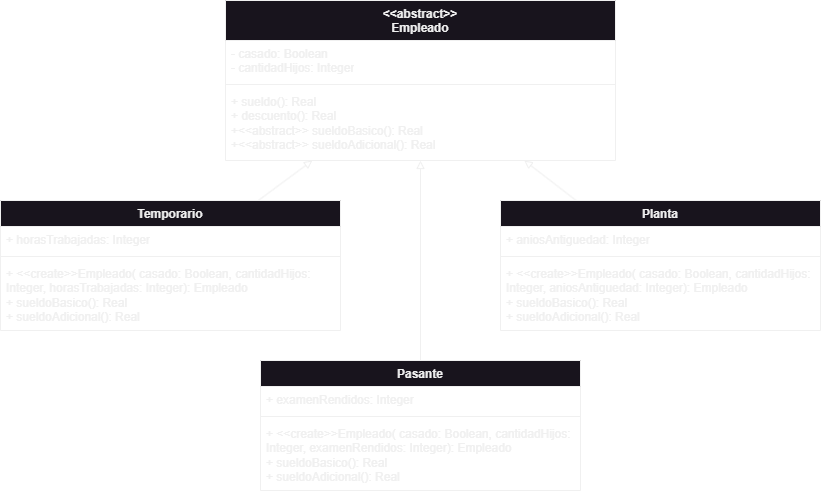 <<abstract>>
Empleado
- casado: Boolean
- cantidadHijos: Integer
+ sueldo(): Real
+ descuento(): Real
+<<abstract>> sueldoBasico(): Real
+<<abstract>> sueldoAdicional(): Real
Temporario
+ horasTrabajadas: Integer
+ <<create>>Empleado( casado: Boolean, cantidadHijos:
Integer, horasTrabajadas: Integer): Empleado
+ sueldoBasico(): Real
+ sueldoAdicional(): Real
Planta
+ aniosAntiguedad: Integer
+ <<create>>Empleado( casado: Boolean, cantidadHijos:
Integer, aniosAntiguedad: Integer): Empleado
+ sueldoBasico(): Real
+ sueldoAdicional(): Real
Pasante
+ examenRendidos: Integer
+ <<create>>Empleado( casado: Boolean, cantidadHijos:
Integer, examenRendidos: Integer): Empleado
+ sueldoBasico(): Real
+ sueldoAdicional(): Real